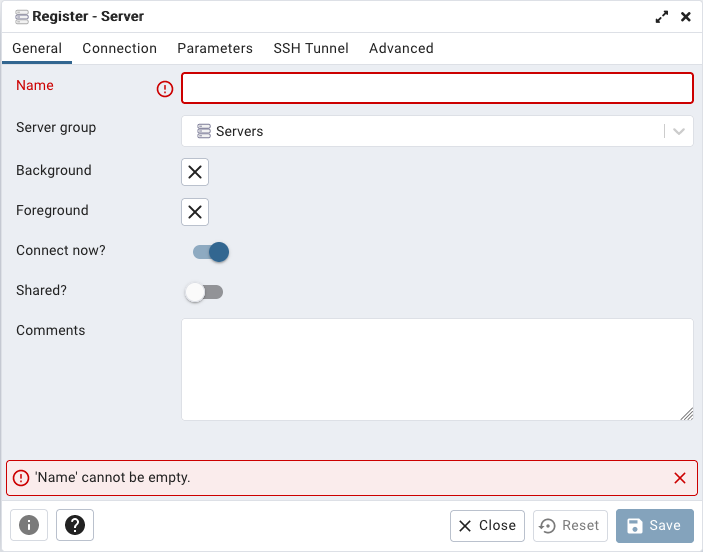 Register - Server
General Connection Parameters SSH Tunnel Advanced
Name
Server group Servers
Background
Foreground
Connect now?
Shared?
Comments
'Name' cannot be empty.
Close Reset Save